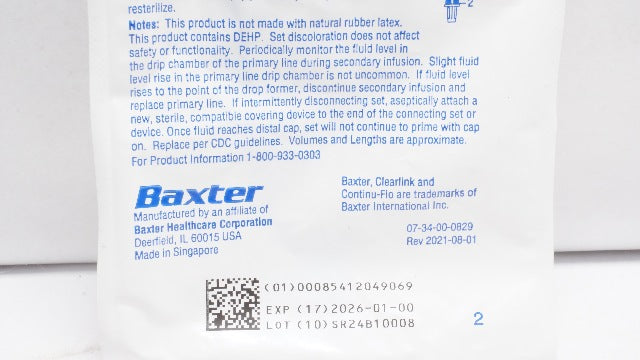 resterilize.
2
Notes: This product is not made with natural rubber latex.
This product contains DEHP. Set discoloration does not affect
safety or functionality. Periodically monitor the fluid level in
the drip chamber of the primary line during secondary infusion. Slight fluid
level rise in the primary line drip chamber is not uncommon. If fluid level
rises to the point of the drop former, discontinue secondary infusion and
replace primary line. If intermittently disconnecting set, aseptically attach a
new, sterile, compatible covering device to the end of the connecting set or
device. Once fluid reaches distal cap, set will not continue to prime with cap
on. Replace per CDC guidelines. Volumes and Lengths are approximate.
For Product Information 1-800-933-0303
Baxter
Manufactured by an affiliate of
Baxter Healthcare Corporation
Deerfield, IL 60015 USA
Made in Singapore
Baxter, Clearlink and
Continu-Flo are trademarks of
Baxter International Inc.
07-34-00-0829
Rev 2021-08-01
(01)00085412049069
EXP (17)2026-01-00
LOT (10)SR24B10008
2